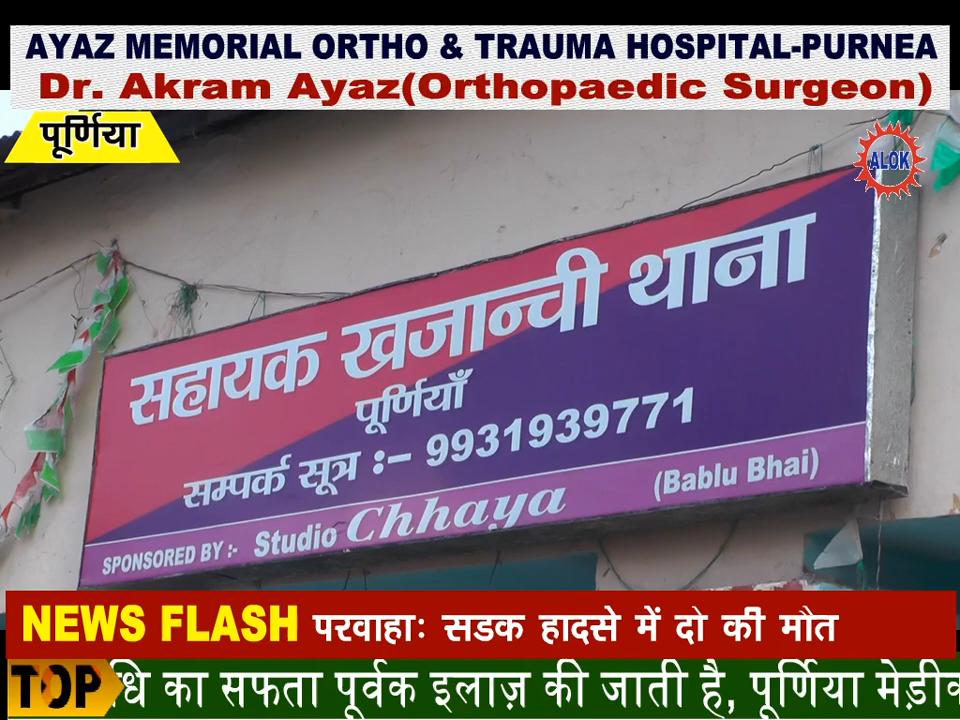 AYAZ MEMORIAL ORTHO & TRAUMA HOSPITAL-PURNEA
Dr. Akram Ayaz(Orthopaedic Surgeon)
पूर्णिया
ALOK
सहायक खजान्ची थाना
पूर्णियाँ
सम्पर्क सूत्र :- 9931939771
SPONSORED BY :- Studio Chhaya (Bablu Bhai)
NEWS FLASH परवाहाः सडक हादसे में दो की मौत
TOP का सफता पूर्वक इलाज़ की जाती है, पूर्णिया